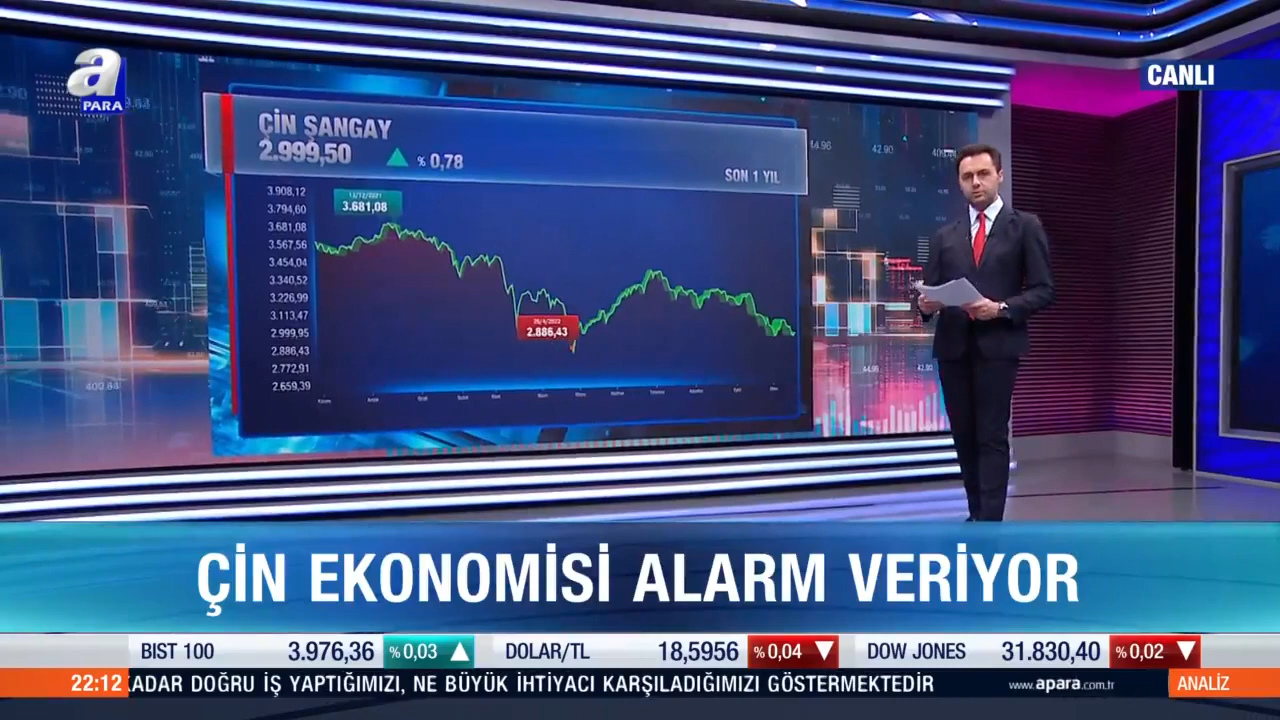 a
PARA
CANLI
ÇİN ŞANGAY
2.999,50
% 0,78
SON 1 YIL
3.908,12
3.794,60
3.681,08
3.567,56
3.454,04
3.340,52
3.226,99
3.113,47
2.999,95
2.886,43
2.772,91
2.659,39
3.681,08
2.886,43
42.90
409.84
ÇİN EKONOMİSİ ALARM VERİYOR
BIST 100 3.976,36 %0,03 DOLAR/TL 18,5956 %0,04 DOW JONES 31.830,40 %0,02
22:12 KADAR DOĞRU İŞ YAPTIĞIMIZI, NE BÜYÜK İHTİYACI KARŞILADIĞIMIZI GÖSTERMEKTEDİR www.apara.com.tr ANALİZ